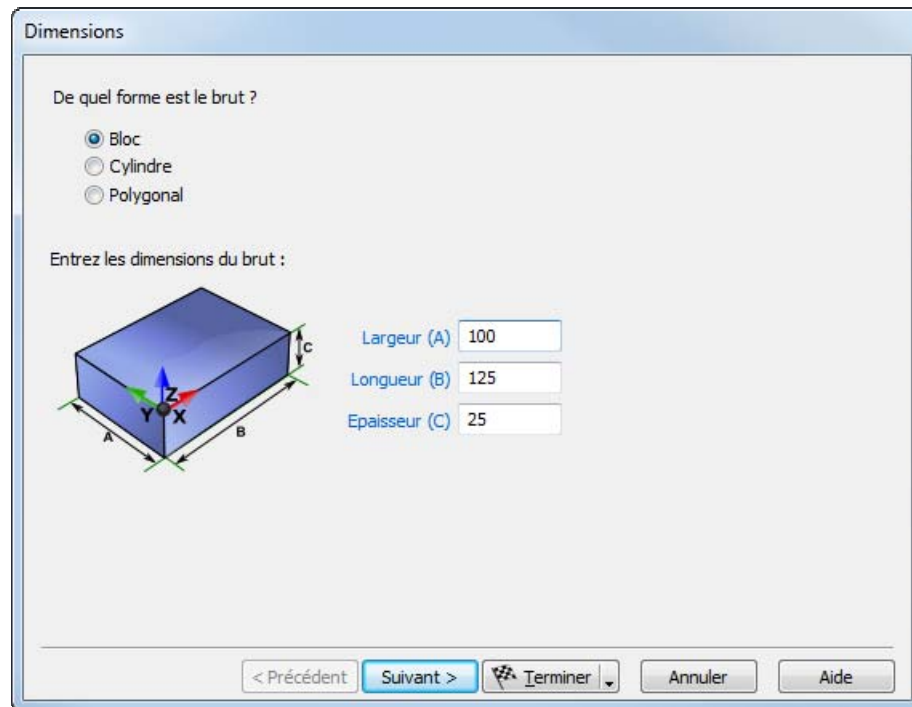 Dimensions
De quel forme est le brut ?
Bloc
Cylindre
Polygonal
Entrez les dimensions du brut :
Z
Y X
A
B
C
Largeur (A) 100
Longueur (B) 125
Epaisseur (C) 25
< Précédent Suivant > Terminer Annuler Aide